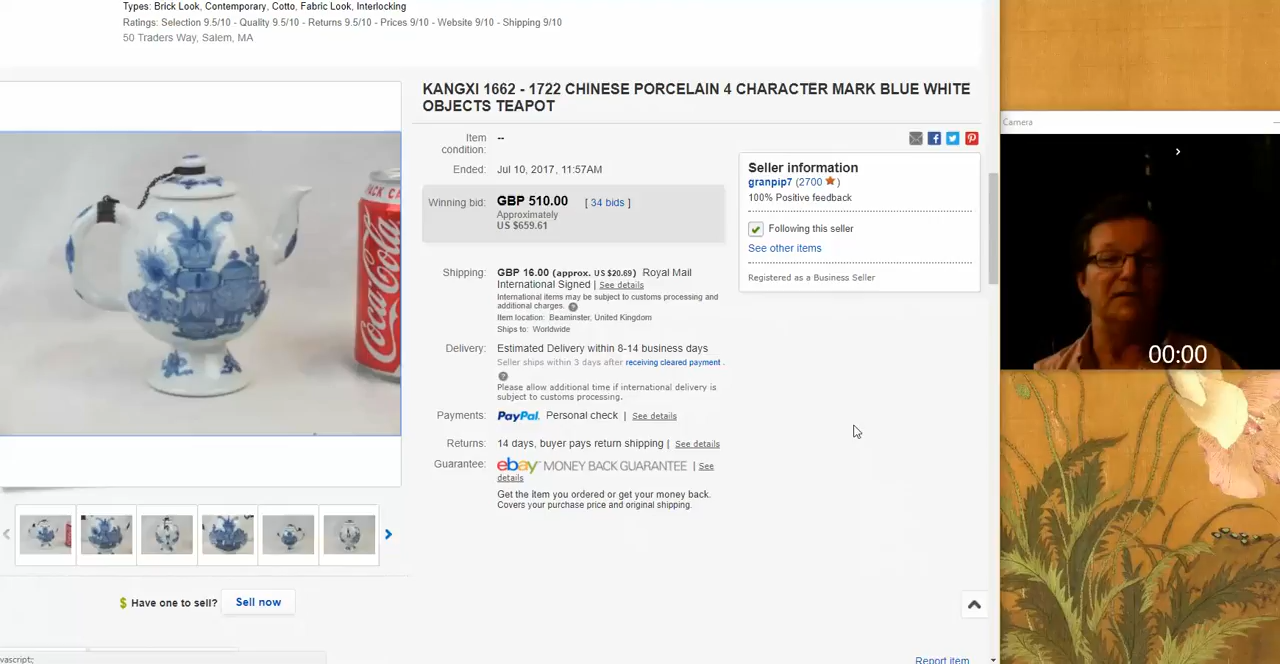 Types: Brick Look, Contemporary, Cotto, Fabric Look, Interlocking
Ratings: Selection 9.5/10 - Quality 9.5/10 - Returns 9.5/10 - Prices 9/10 - Website 9/10 - Shipping 9/10
50 Traders Way, Salem, MA
KANGXI 1662 - 1722 CHINESE PORCELAIN 4 CHARACTER MARK BLUE WHITE
OBJECTS TEAPOT
Item condition: --
Ended: Jul 10, 2017, 11:57AM
Winning bid: GBP 510.00 [ 34 bids ]
Approximately
US $659.61
Shipping: GBP 16.00 (approx. US $20.69) Royal Mail
International Signed | See details
International items may be subject to customs processing and
additional charges.
Item location: Beaminster, United Kingdom
Ships to: Worldwide
Delivery: Estimated Delivery within 8-14 business days
Seller ships within 3 days after receiving cleared payment .
Please allow additional time if international delivery is
subject to customs processing.
Payments: PayPal Personal check | See details
Returns: 14 days, buyer pays return shipping | See details
Guarantee: ebay MONEY BACK GUARANTEE | See
details
Get the item you ordered or get your money back.
Covers your purchase price and original shipping.
Seller information
granpip7 (2700 )
100% Positive feedback
Following this seller
See other items
Registered as a Business Seller
Coca-Cola
$ Have one to sell? Sell now
Report item
vascript:;
Camera
00:00